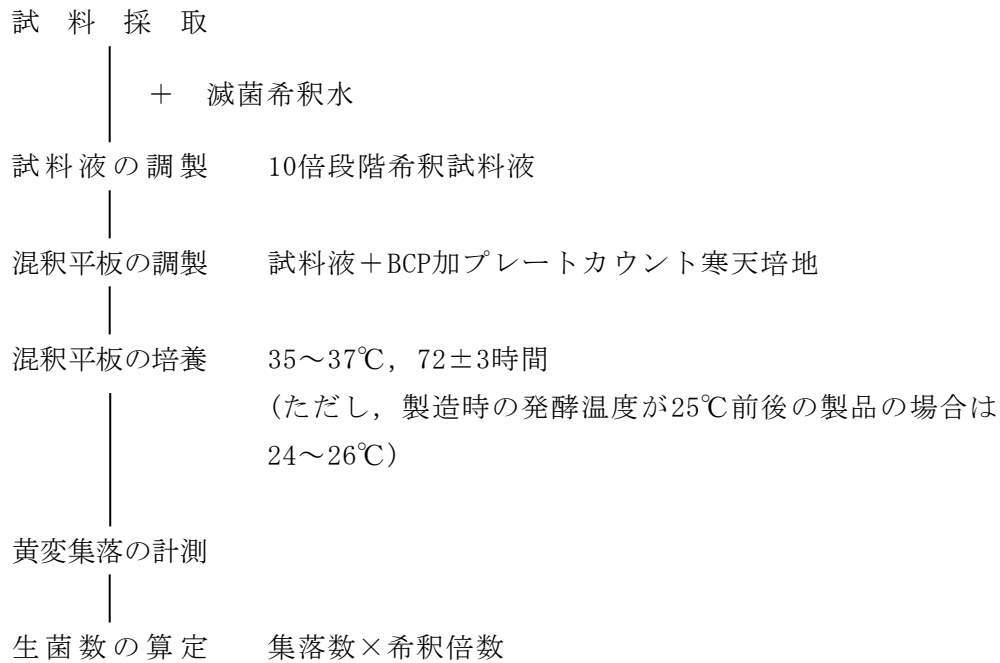 試料採取
＋　滅菌希釈水
試料液の調製　　10倍段階希釈試料液
混釈平板の調製　　試料液＋BCP加プレートカウント寒天培地
混釈平板の培養　　35～37℃，72±3時間
(ただし，製造時の発酵温度が25℃前後の製品の場合は
24～26℃)
黄変集落の計測
生菌数の算定　　集落数×希釈倍数